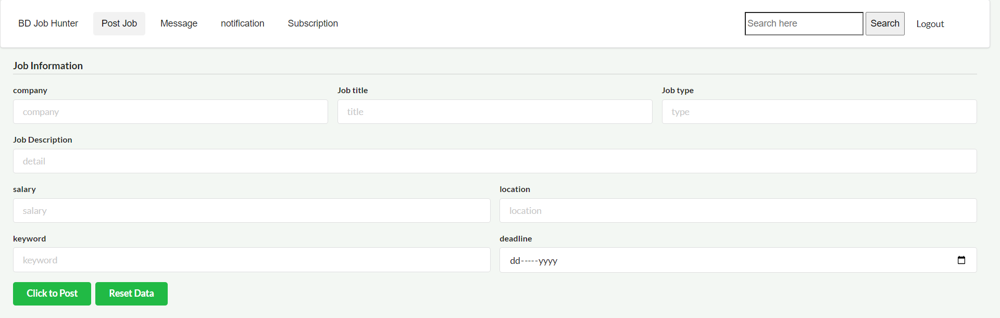 BD Job Hunter Post Job Message notification Subscription Search here Search Logout
Job Information
company Job title Job type
company title type
Job Description
detail
salary location
salary location
keyword deadline
keyword dd-----yyyy
Click to Post Reset Data